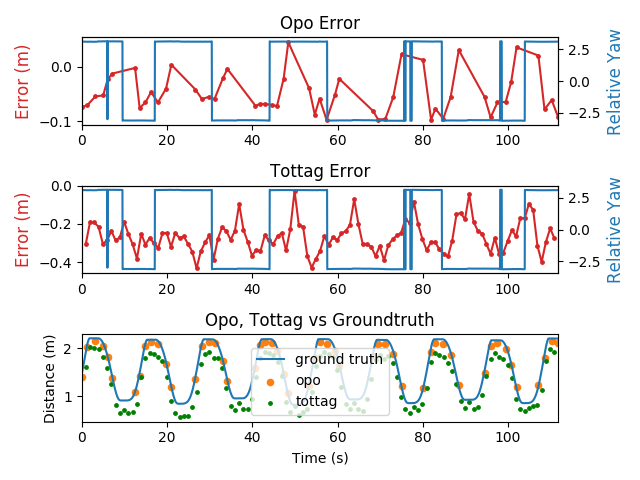 Opo Error
Error (m)
0.0
−0.1
2.5
0.0
−2.5
Relative Yaw
0 20 40 60 80 100
Tottag Error
Error (m)
0.0
−0.2
−0.4
2.5
0.0
−2.5
Relative Yaw
0 20 40 60 80 100
Opo, Tottag vs Groundtruth
Distance (m)
2
1
ground truth
opo
tottag
0 20 40 60 80 100
Time (s)